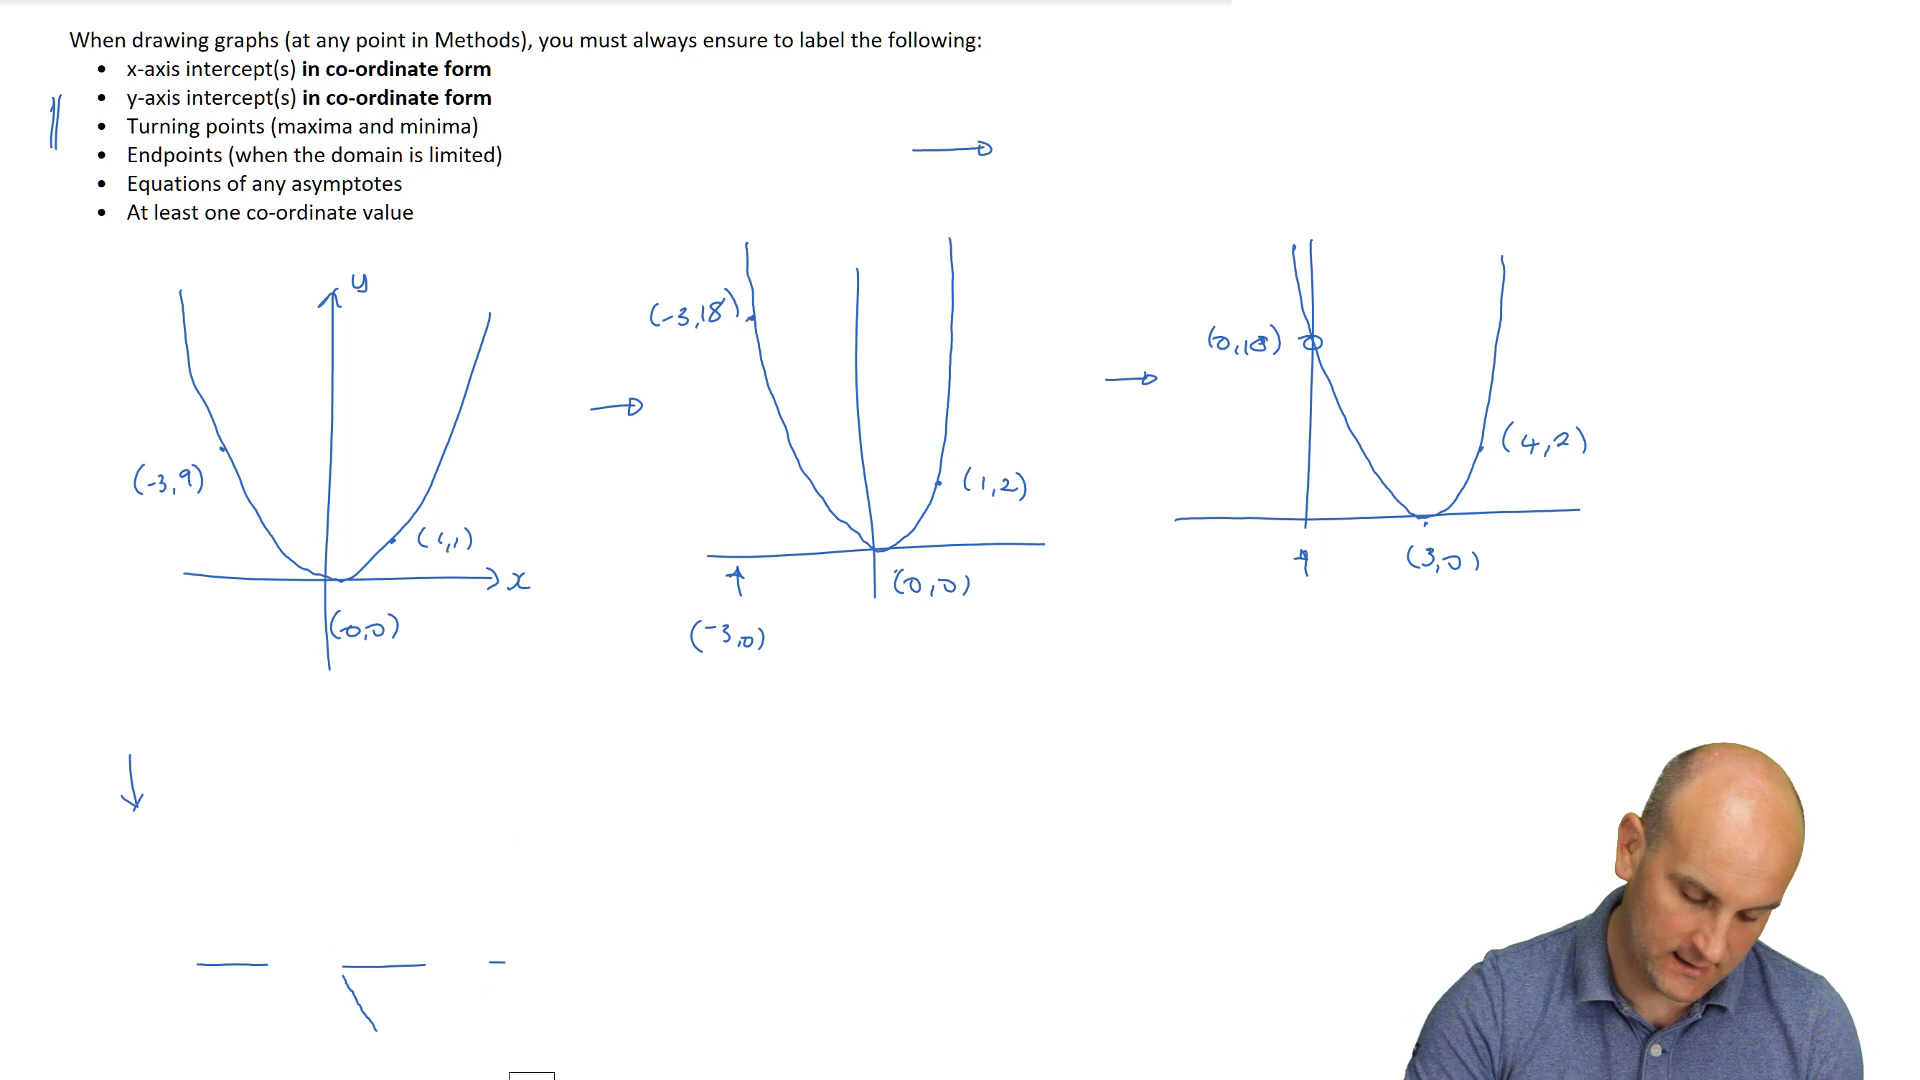 When drawing graphs (at any point in Methods), you must always ensure to label the following:
• x-axis intercept(s) in co-ordinate form
• y-axis intercept(s) in co-ordinate form
• Turning points (maxima and minima)
• Endpoints (when the domain is limited)
• Equations of any asymptotes
• At least one co-ordinate value
y
(-3,9)
(1,1)
x
(0,0)
(-3,18)
(1,2)
(0,0)
(-3,0)
(0,18)
(4,2)
(3,0)